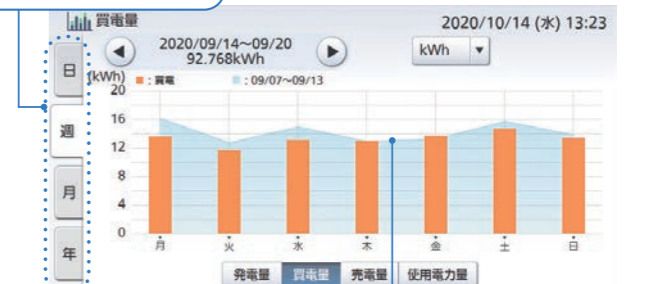 買電量
2020/10/14 (水) 13:23
2020/09/14~09/20
92.768kWh
kWh
日
週
月
年
(kWh)
:買電
:09/07~09/13
20
16
12
8
4
0
月 火 水 木 金 土 日
発電量 買電量 売電量 使用電力量